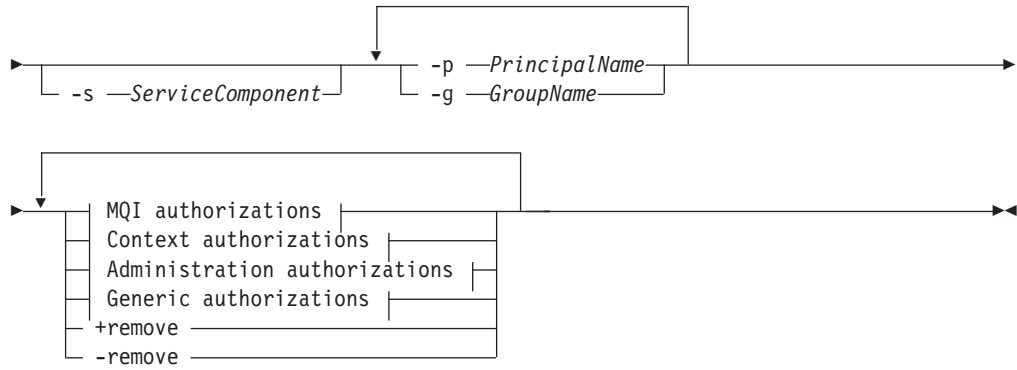 -p PrincipalName
-s ServiceComponent
-g GroupName
MQI authorizations
Context authorizations
Administration authorizations
Generic authorizations
+remove
-remove